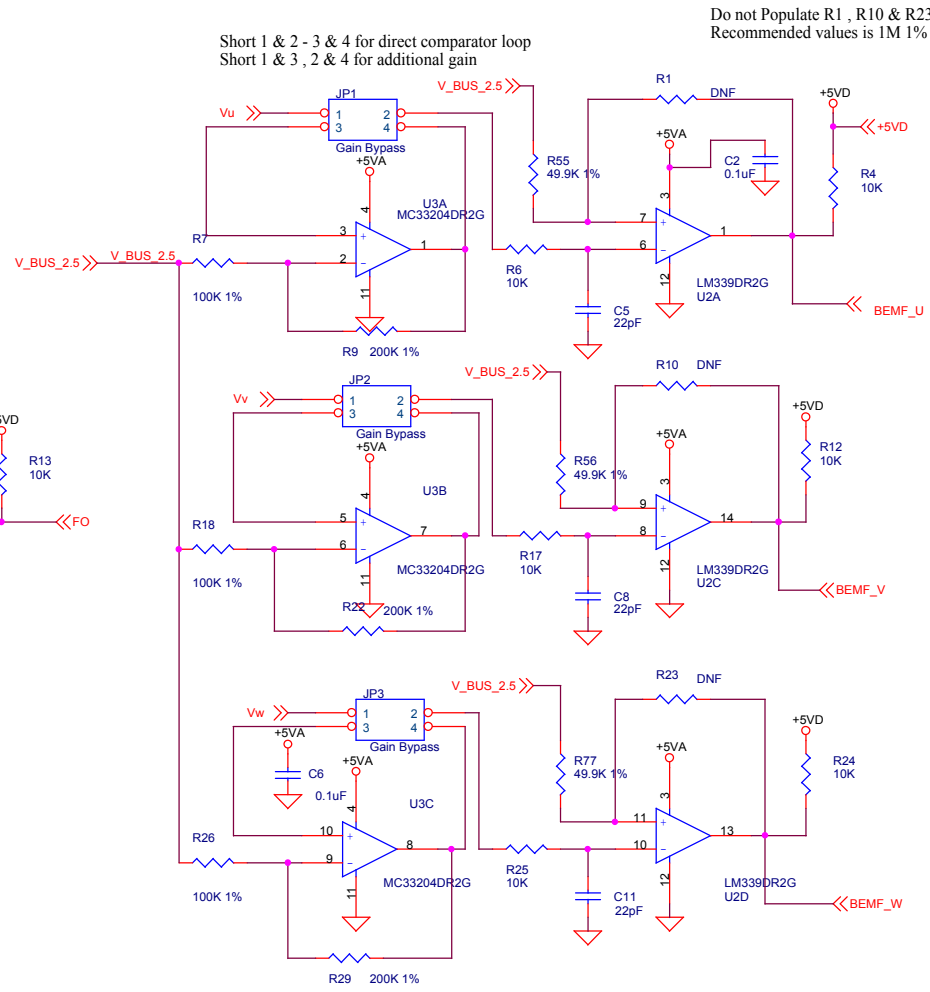 Do not Populate R1 , R10 & R23
Recommended values is 1M 1%
Short 1 & 2 - 3 & 4 for direct comparator loop
Short 1 & 3 , 2 & 4 for additional gain
R1
DNF
V_BUS_2.5
JP1
Vu
1 2
3 4
Gain Bypass
+5VA
+5VD
+5VD
+5VA
R55
49.9K 1%
C2
0.1uF
R4
10K
U3A
MC33204DR2G
4
3
+
2
-
1
11
3
7
+
6
-
1
12
R7
V_BUS_2.5
V_BUS_2.5
100K 1%
R6
10K
LM339DR2G
U2A
C5
22pF
BEMF_U
R9 200K 1%
R10 DNF
V_BUS_2.5
JP2
Vv
1 2
3 4
Gain Bypass
+5VA
+5VD
+5VA
R12
10K
R56
49.9K 1%
5VD
R13
10K
FO
U3B
4
5
+
6
-
7
11
3
9
+
8
-
14
12
R18
100K 1%
MC33204DR2G
R17
10K
LM339DR2G
U2C
C8
22pF
BEMF_V
R22 200K 1%
R23 DNF
V_BUS_2.5
JP3
Vw
1 2
3 4
Gain Bypass
+5VA
+5VA
C6
0.1uF
+5VD
+5VA
R24
10K
R77
49.9K 1%
U3C
4
10
+
9
-
8
11
3
11
+
10
-
13
12
R26
100K 1%
MC33204DR2G
R25
10K
LM339DR2G
U2D
C11
22pF
BEMF_W
R29 200K 1%